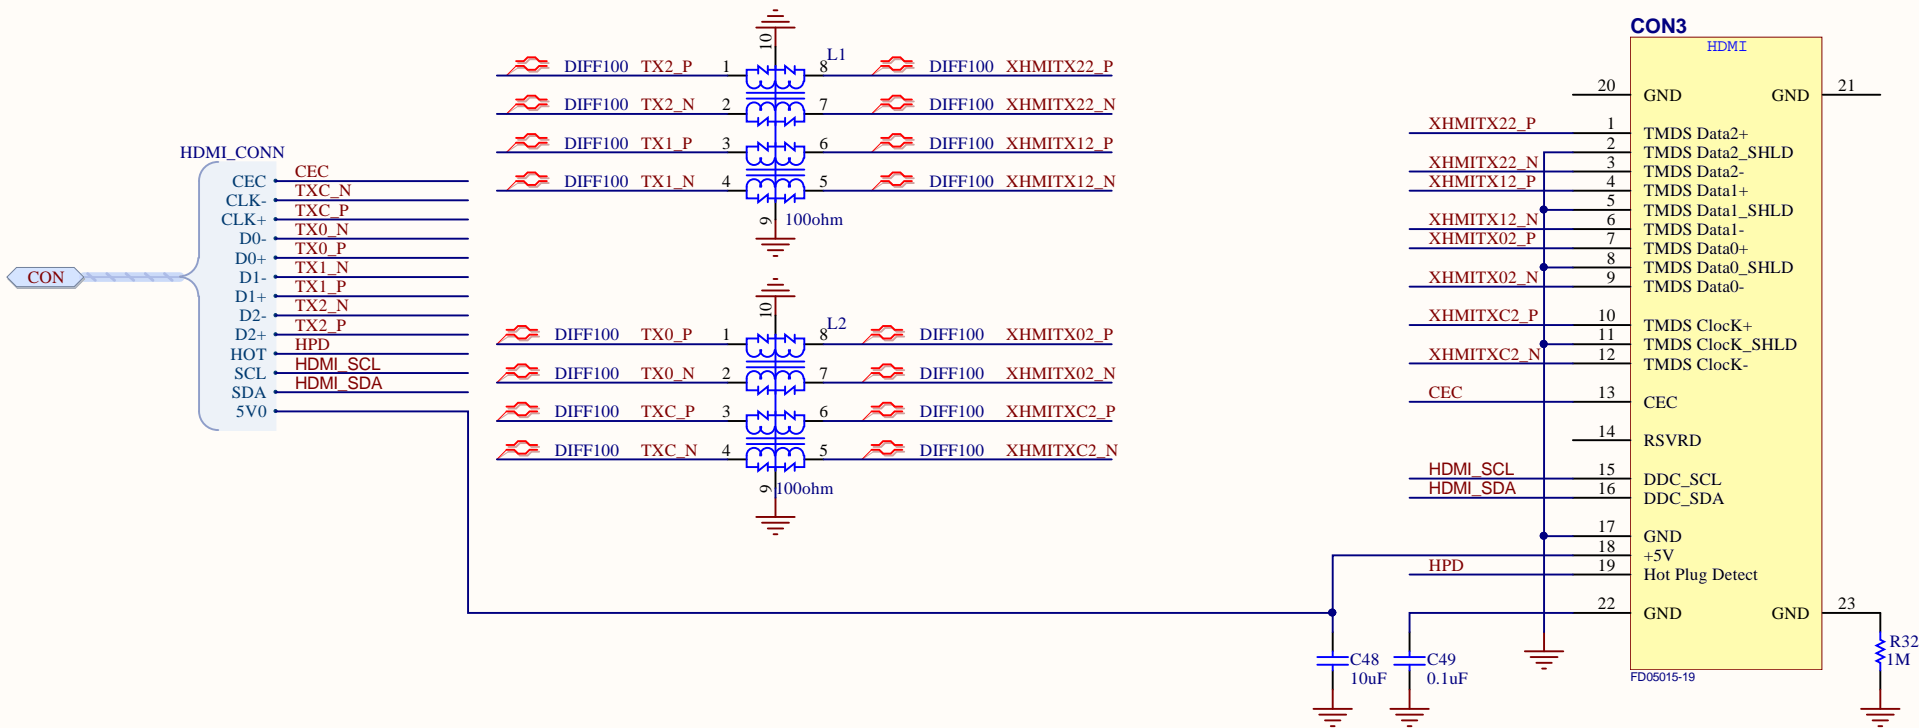 HDMI_CONN
CON
CEC CEC
CLK- TXC_N
CLK+ TXC_P
D0- TX0_N
D0+ TX0_P
D1- TX1_N
D1+ TX1_P
D2- TX2_N
D2+ TX2_P
HOT HPD
SCL HDMI_SCL
SDA HDMI_SDA
5V0
10
L1
DIFF100 TX2_P 1 8 DIFF100 XHMITX22_P
DIFF100 TX2_N 2 7 DIFF100 XHMITX22_N
DIFF100 TX1_P 3 6 DIFF100 XHMITX12_P
DIFF100 TX1_N 4 5 DIFF100 XHMITX12_N
9
100ohm
10
L2
DIFF100 TX0_P 1 8 DIFF100 XHMITX02_P
DIFF100 TX0_N 2 7 DIFF100 XHMITX02_N
DIFF100 TXC_P 3 6 DIFF100 XHMITXC2_P
DIFF100 TXC_N 4 5 DIFF100 XHMITXC2_N
9
100ohm
C48
10uF
C49
0.1uF
CON3
HDMI
20 GND GND 21
XHMITX22_P 1 TMDS Data2+
2 TMDS Data2_SHLD
XHMITX22_N 3 TMDS Data2-
XHMITX12_P 4 TMDS Data1+
5 TMDS Data1_SHLD
XHMITX12_N 6 TMDS Data1-
XHMITX02_P 7 TMDS Data0+
8 TMDS Data0_SHLD
XHMITX02_N 9 TMDS Data0-
XHMITXC2_P 10 TMDS ClocK+
11 TMDS ClocK_SHLD
XHMITXC2_N 12 TMDS ClocK-
CEC 13 CEC
14 RSVRD
HDMI_SCL 15 DDC_SCL
HDMI_SDA 16 DDC_SDA
17 GND
18 +5V
HPD 19 Hot Plug Detect
22 GND GND 23
R32
1M
FD05015-19